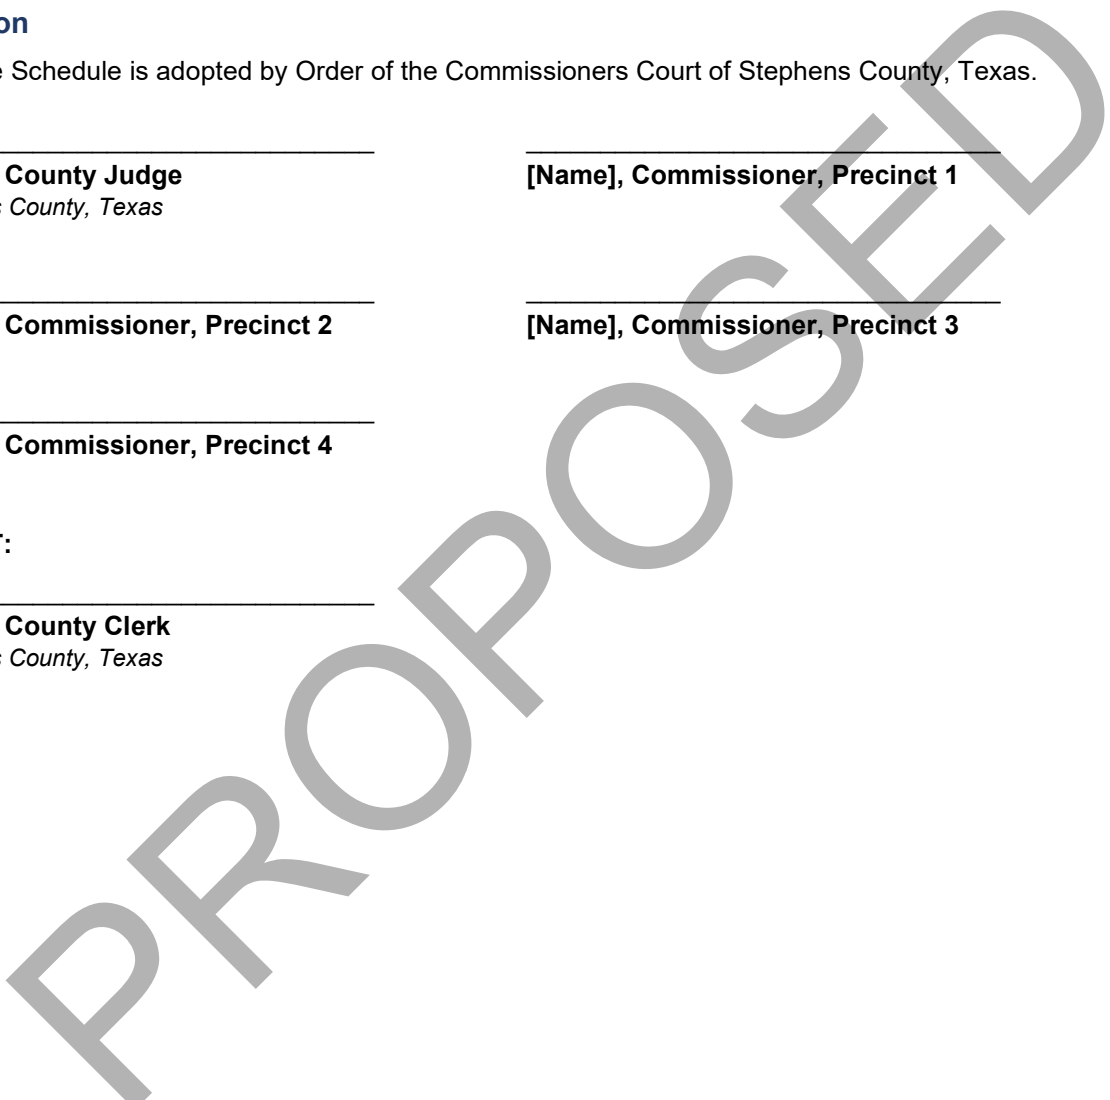 on
e Schedule is adopted by Order of the Commissioners Court of Stephens County, Texas.
County Judge
s County, Texas
[Name], Commissioner, Precinct 1
Commissioner, Precinct 2
[Name], Commissioner, Precinct 3
Commissioner, Precinct 4
T:
County Clerk
s County, Texas
PROPOSED